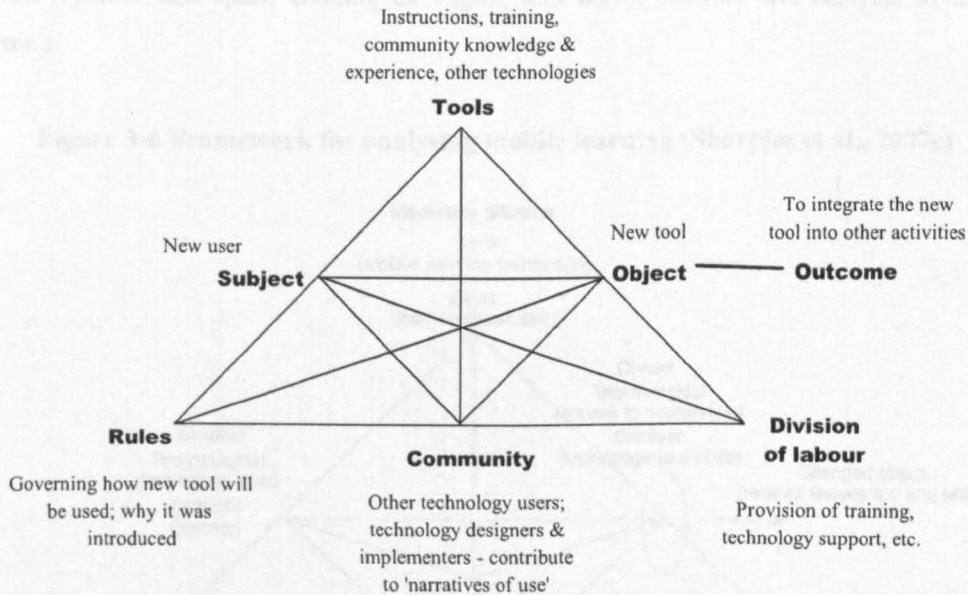 Instructions, training,
community knowledge &
experience, other technologies
Tools
Figure 3-6 Framework for analysing mobile learning (Sharples et al., 2007c)
To integrate the new
tool into other activities
New user
New tool
Subject
Object
Outcome
Rules
Community
Division
of labour
Governing how new tool will
be used; why it was
introduced
Other technology users;
technology designers &
implementers - contribute
to 'narratives of use'
Provision of training,
technology support, etc.